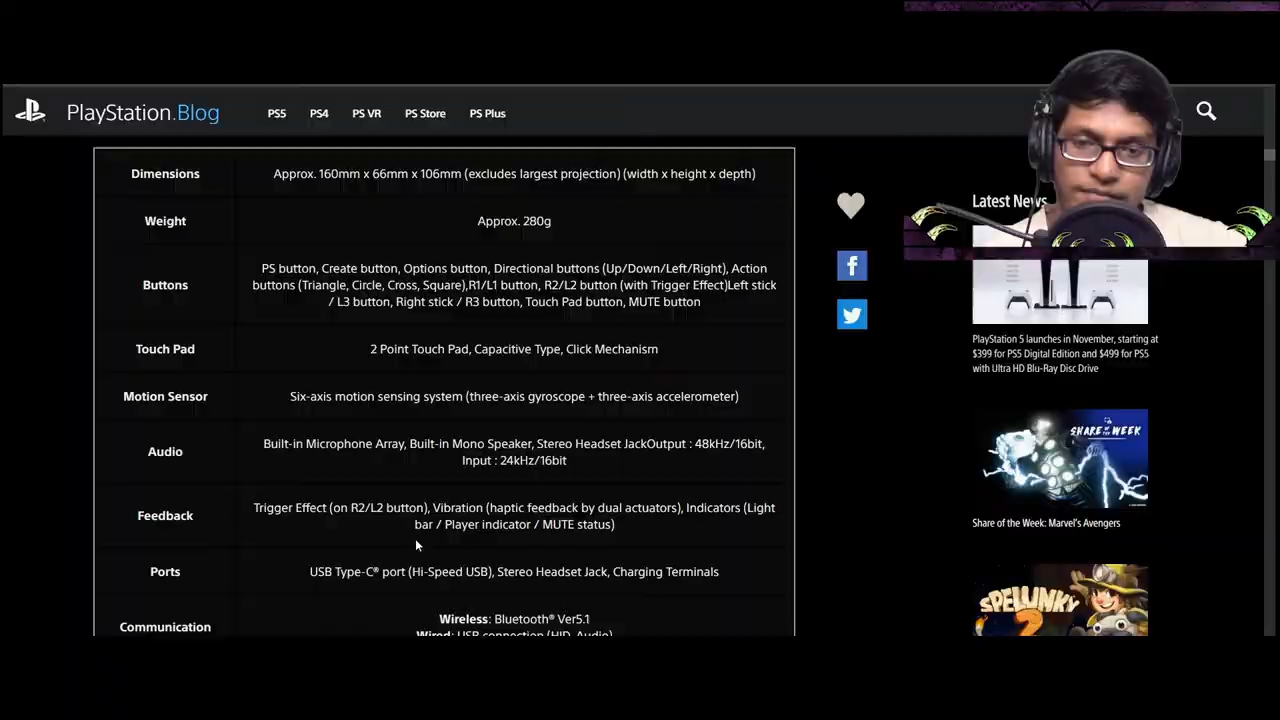 PlayStation.Blog
PS5
PS4
PS VR
PS Store
PS Plus
Dimensions
Approx. 160mm x 66mm x 106mm (excludes largest projection) (width x height x depth)
Weight
Approx. 280g
Buttons
PS button, Create button, Options button, Directional buttons (Up/Down/Left/Right), Action
buttons (Triangle, Circle, Cross, Square),R1/L1 button, R2/L2 button (with Trigger Effect)Left stick
/ L3 button, Right stick / R3 button, Touch Pad button, MUTE button
Touch Pad
2 Point Touch Pad, Capacitive Type, Click Mechanism
Motion Sensor
Six-axis motion sensing system (three-axis gyroscope + three-axis accelerometer)
Audio
Built-in Microphone Array, Built-in Mono Speaker, Stereo Headset JackOutput : 48kHz/16bit,
Input : 24kHz/16bit
Feedback
Trigger Effect (on R2/L2 button), Vibration (haptic feedback by dual actuators), Indicators (Light
bar / Player indicator / MUTE status)
Ports
USB Type-C® port (Hi-Speed USB), Stereo Headset Jack, Charging Terminals
Communication
Wireless: Bluetooth® Ver5.1
Wired: USB connection (HID, Audio)
Latest News
PlayStation 5 launches in November, starting at
$399 for PS5 Digital Edition and $499 for PS5
with Ultra HD Blu-Ray Disc Drive
SHARE OF
THE WEEK
Share of the Week: Marvel's Avengers
SPELUNKY
2